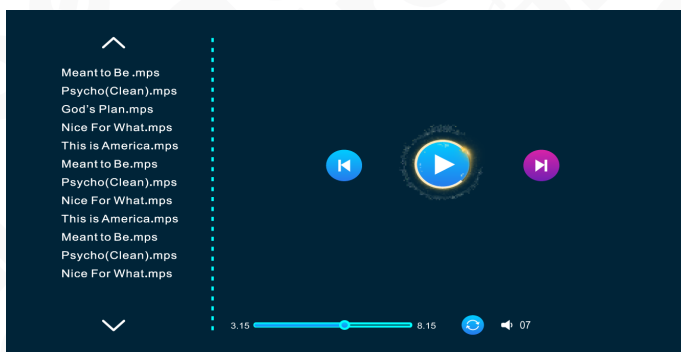 Meant to Be .mps
Psycho(Clean).mps
God's Plan.mps
Nice For What.mps
This is America.mps
Meant to Be.mps
Psycho(Clean).mps
Nice For What.mps
This is America.mps
Meant to Be.mps
Psycho(Clean).mps
Nice For What.mps
3.15 8.15 07